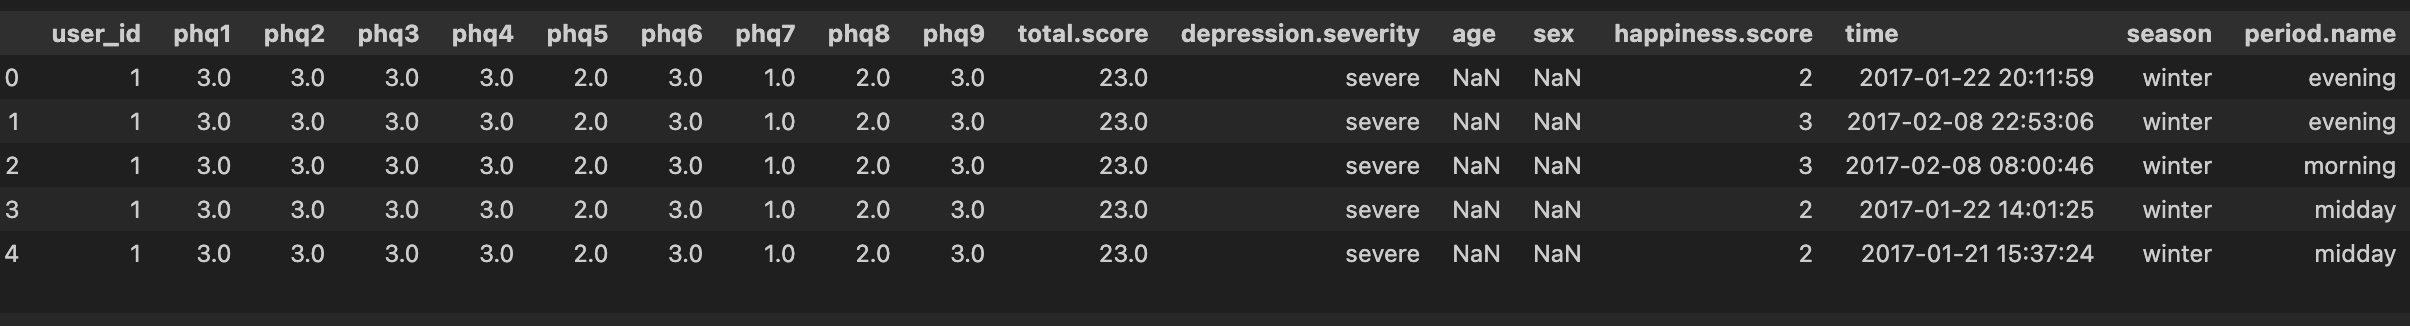 user_id phq1 phq2 phq3 phq4 phq5 phq6 phq7 phq8 phq9 total.score depression.severity age sex happiness.score time season period.name
0 1 3.0 3.0 3.0 3.0 2.0 3.0 1.0 2.0 3.0 23.0 severe NaN NaN 2 2017-01-22 20:11:59 winter evening
1 1 3.0 3.0 3.0 3.0 2.0 3.0 1.0 2.0 3.0 23.0 severe NaN NaN 3 2017-02-08 22:53:06 winter evening
2 1 3.0 3.0 3.0 3.0 2.0 3.0 1.0 2.0 3.0 23.0 severe NaN NaN 3 2017-02-08 08:00:46 winter morning
3 1 3.0 3.0 3.0 3.0 2.0 3.0 1.0 2.0 3.0 23.0 severe NaN NaN 2 2017-01-22 14:01:25 winter midday
4 1 3.0 3.0 3.0 3.0 2.0 3.0 1.0 2.0 3.0 23.0 severe NaN NaN 2 2017-01-21 15:37:24 winter midday